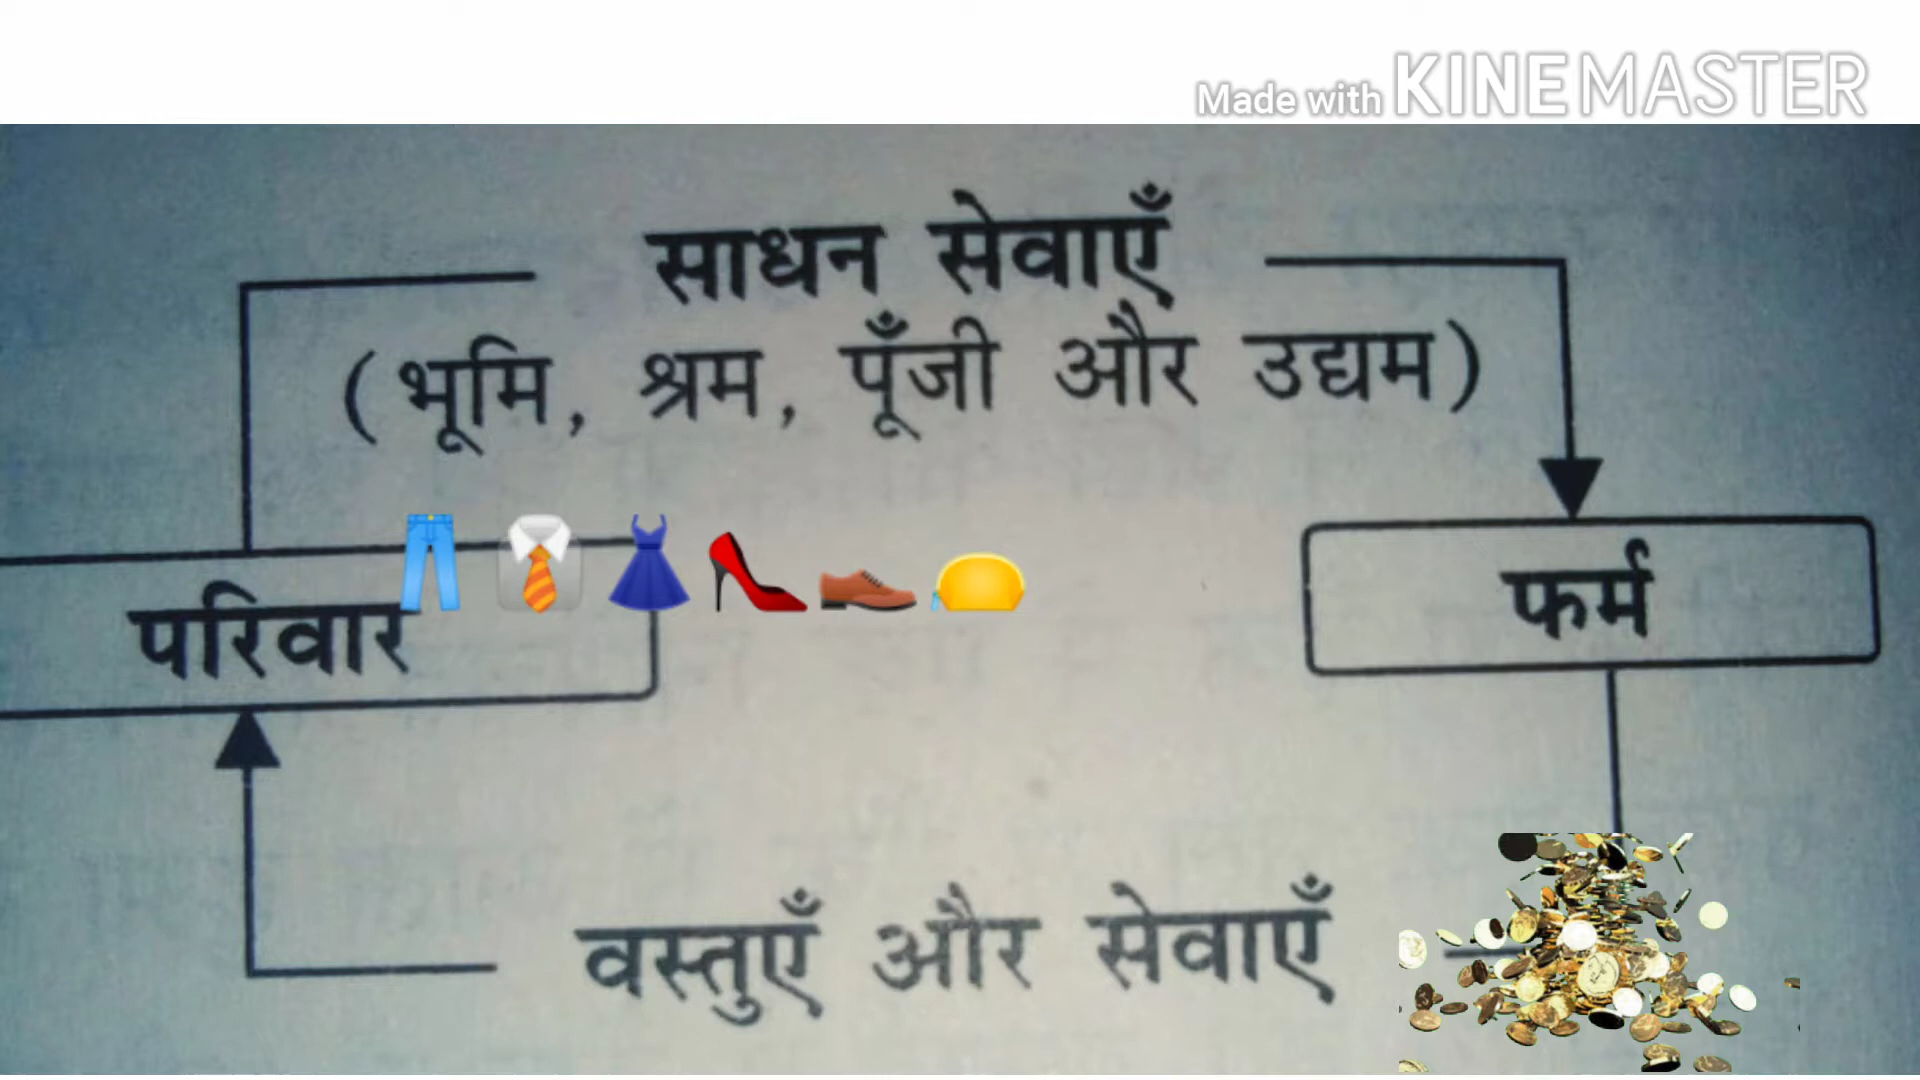 Made with KINEMASTER
साधन सेवाएँ
(भूमि, श्रम, पूँजी और उद्यम)
परिवार
फर्म
वस्तुएँ और सेवाएँ